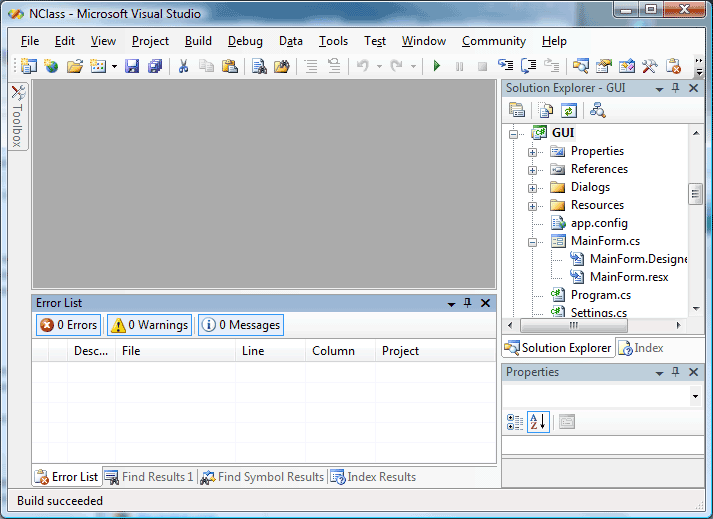 NClass - Microsoft Visual Studio
File Edit View Project Build Debug Data Tools Test Window Community Help
Toolbox
Solution Explorer - GUI
GUI
Properties
References
Dialogs
Resources
app.config
MainForm.cs
MainForm.Designe
MainForm.resx
Program.cs
Settings.cs
Solution Explorer Index
Properties
Error List
0 Errors 0 Warnings 0 Messages
Desc... File Line Column Project
Error List Find Results 1 Find Symbol Results Index Results
Build succeeded